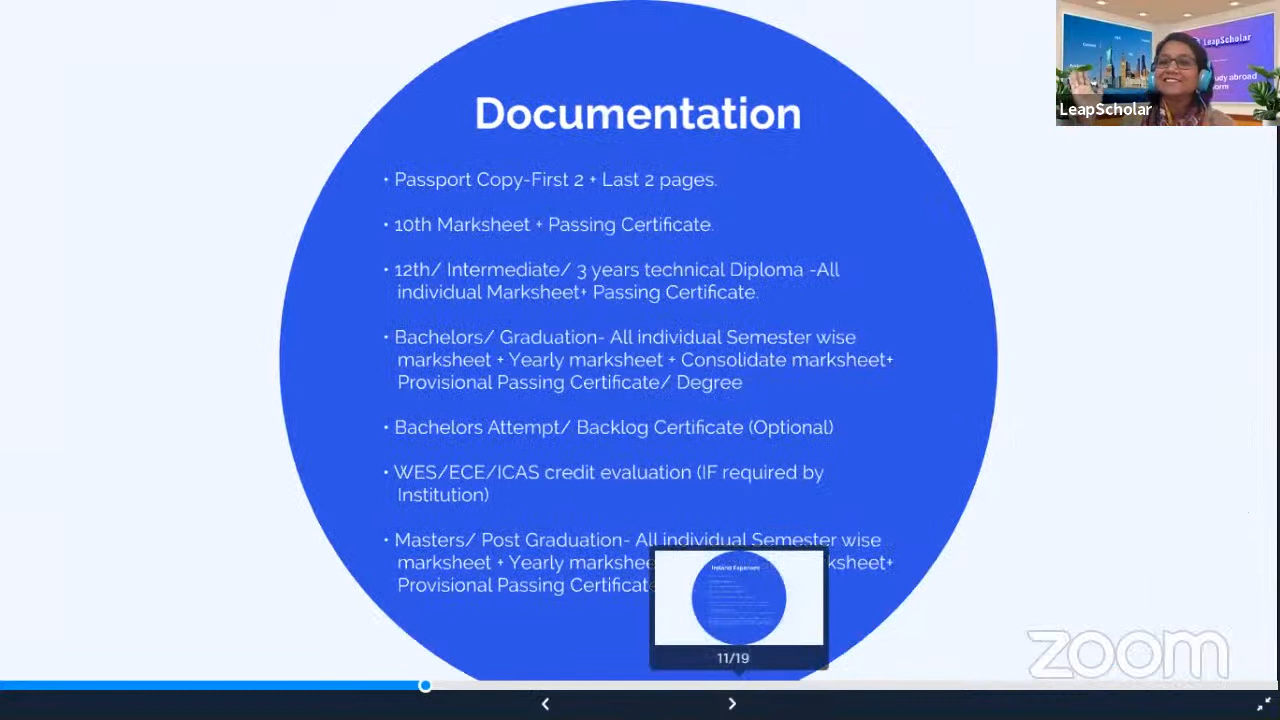 Documentation
• Passport Copy-First 2 + Last 2 pages.
• 10th Marksheet + Passing Certificate.
• 12th/ Intermediate/ 3 years technical Diploma -All
individual Marksheet+ Passing Certificate.
• Bachelors/ Graduation- All individual Semester wise
marksheet + Yearly marksheet + Consolidate marksheet+
Provisional Passing Certificate/ Degree
• Bachelors Attempt/ Backlog Certificate (Optional)
• WES/ECE/ICAS credit evaluation (IF required by
Institution)
• Masters/ Post Graduation- All individual Semester wise
marksheet + Yearly
Provisional Passing
Ireland Expenses
11/19
LeapScholar
LeapScholar
zoom